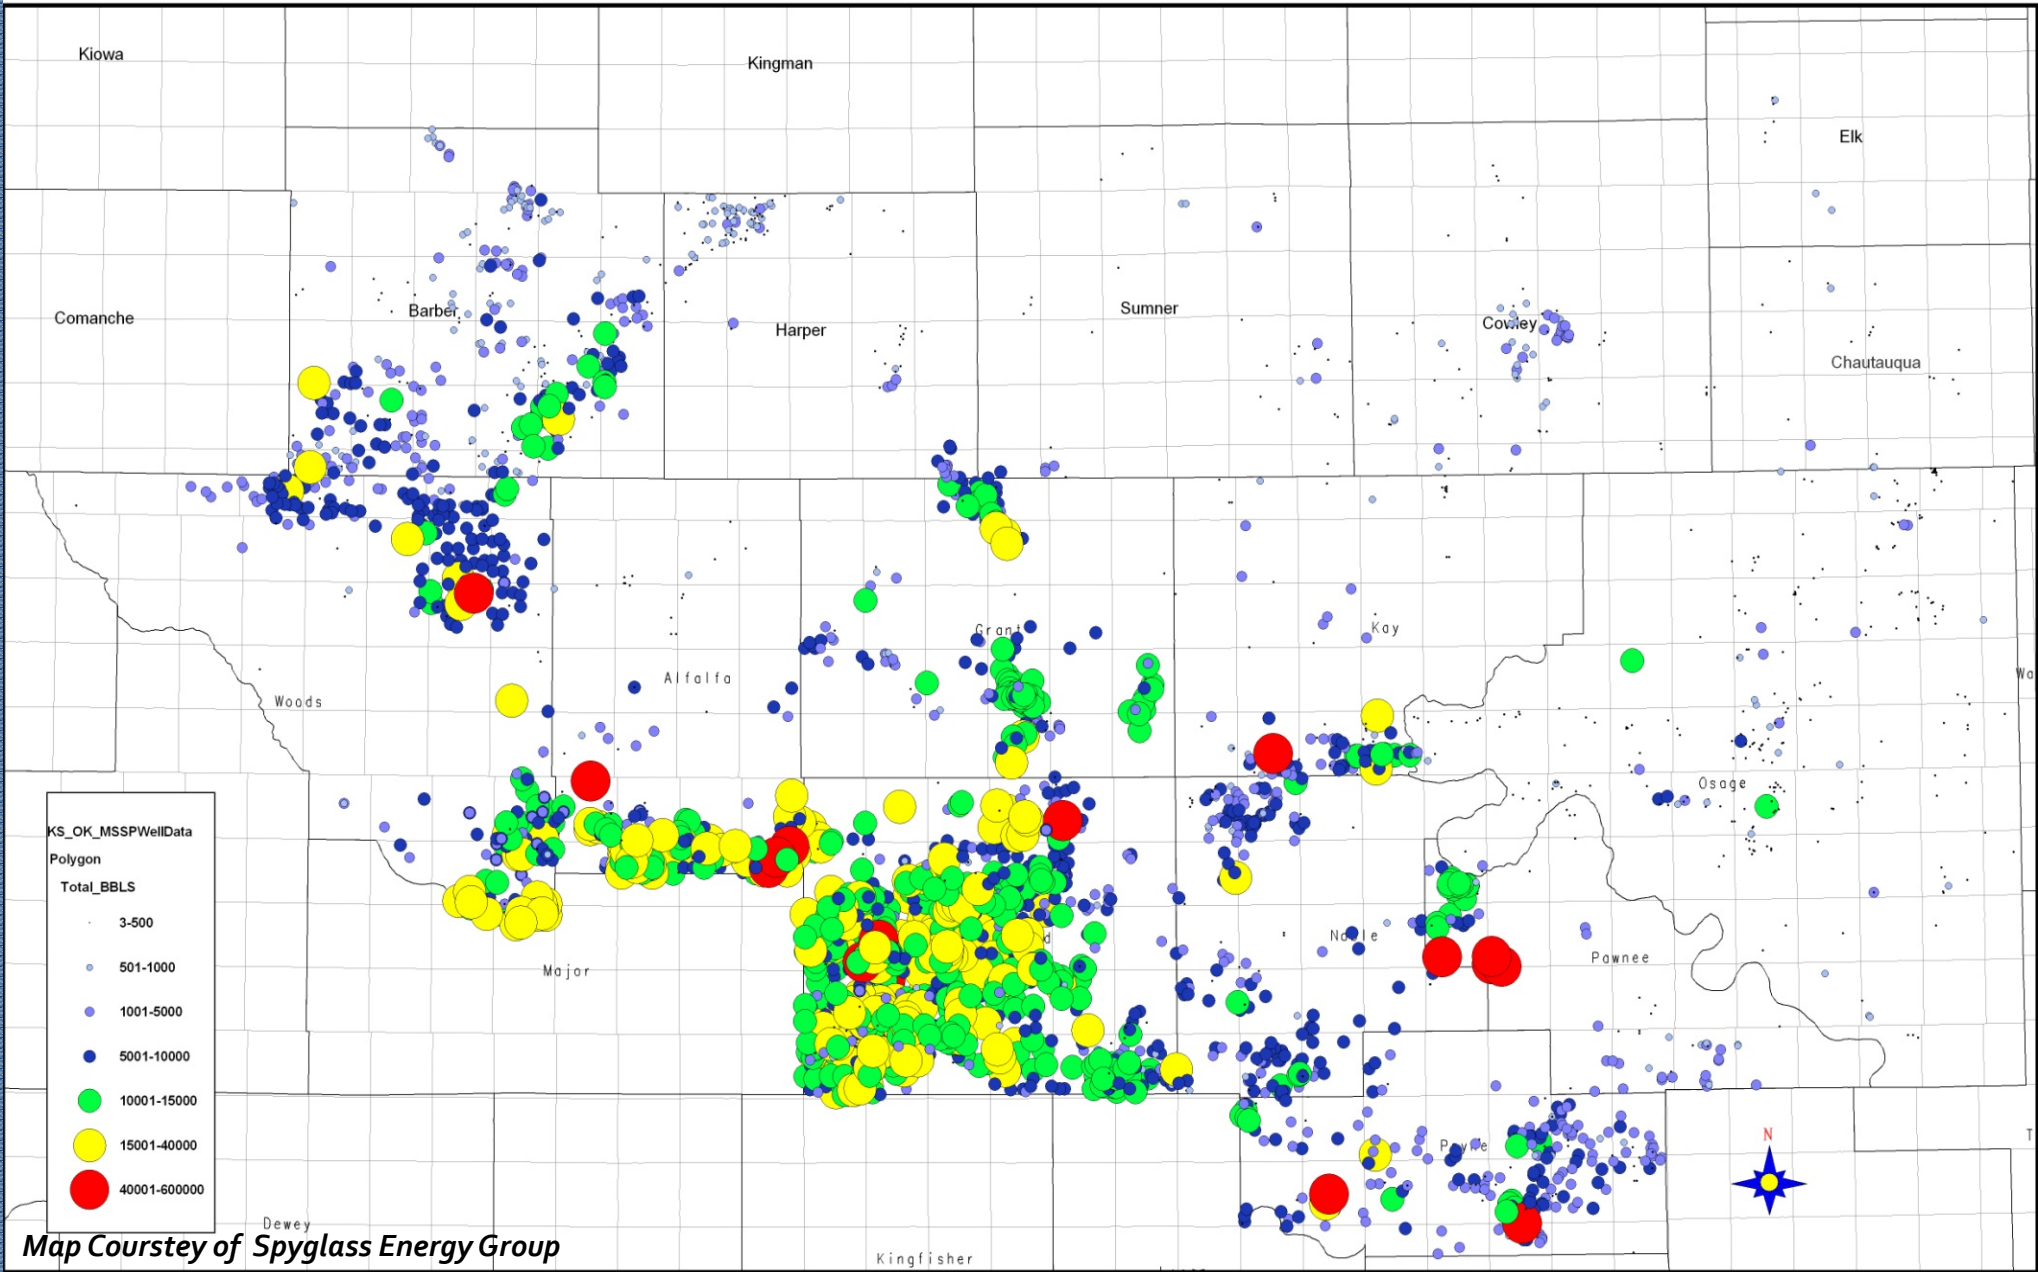 Kiowa
Kingman
Elk
Comanche
Barber
Harper
Sumner
Cowley
Chautauqua
Grant
Kay
Woods
Alfalfa
Osage
KS_OK_MSSPWellData
Polygon
Total_BBLS
3-500
501-1000
1001-5000
5001-10000
10001-15000
15001-40000
40001-600000
Major
Noble
Pawnee
Payne
N
Dewey
Kingfisher
Map Courstey of Spyglass Energy Group